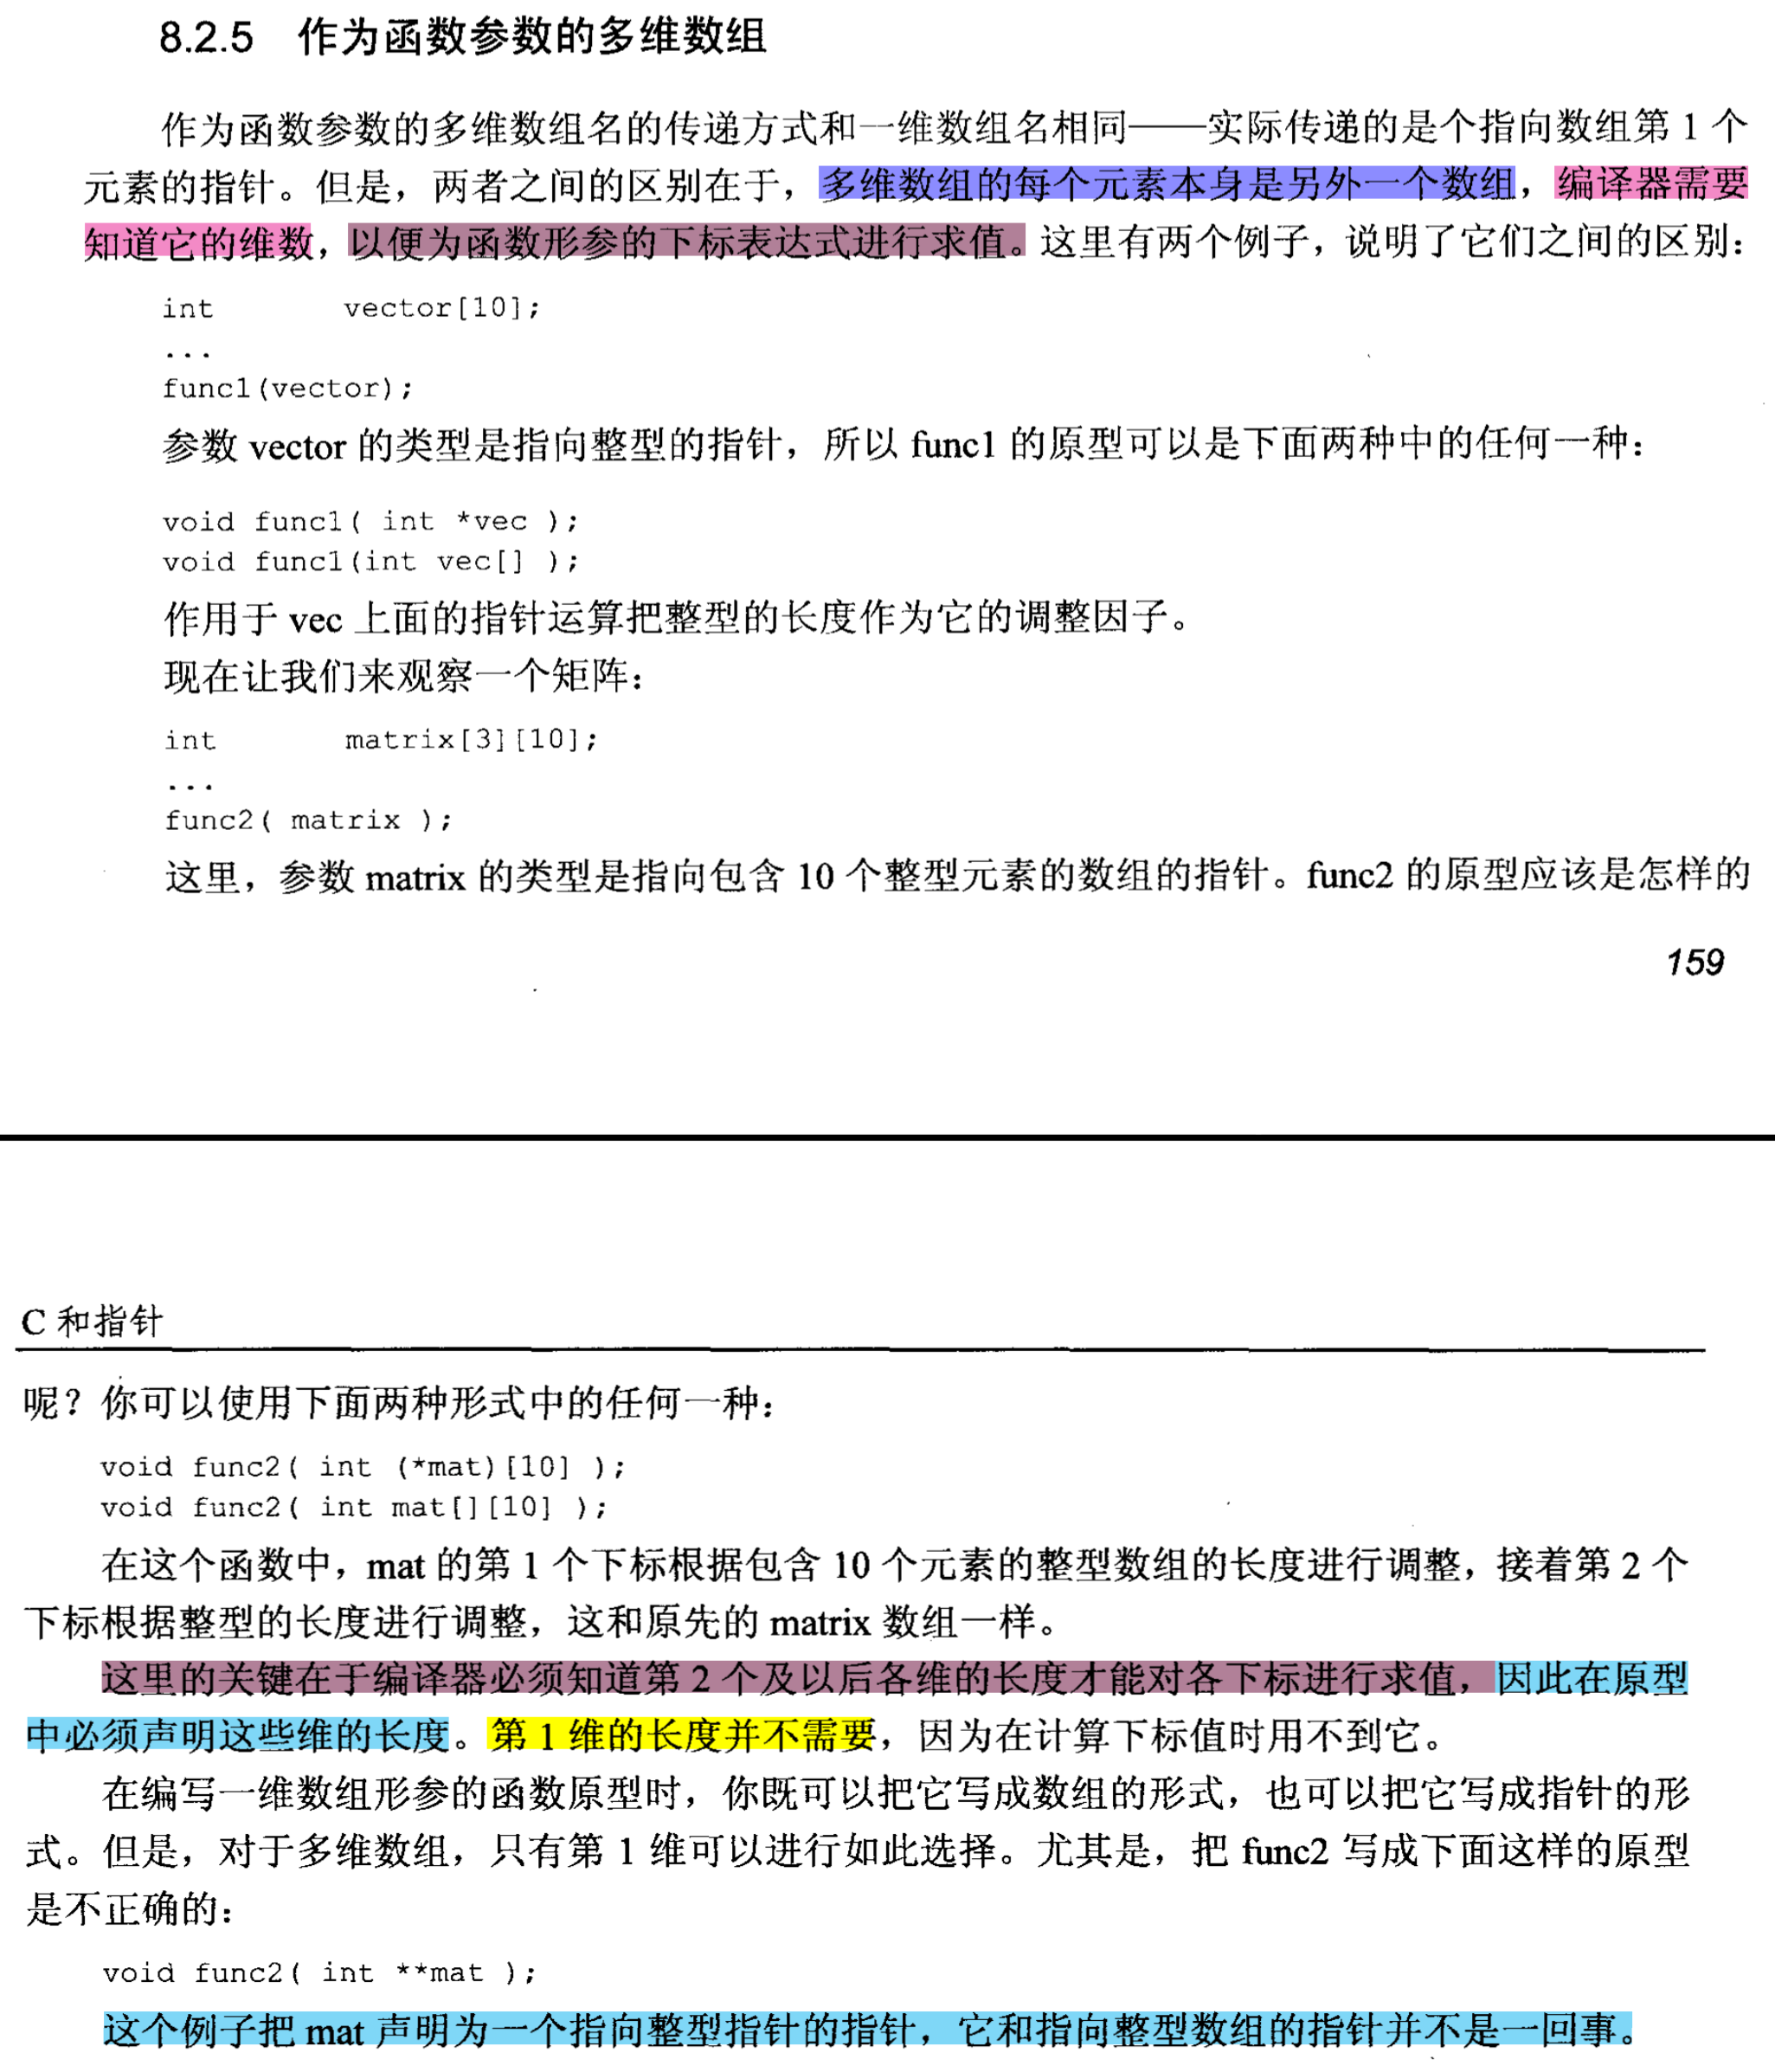 8.2.5 作为函数参数的多维数组
作为函数参数的多维数组名的传递方式和一维数组名相同——实际传递的是个指向数组第 1 个
元素的指针。但是，两者之间的区别在于，多维数组的每个元素本身是另外一个数组，编译器需要
知道它的维数，以便为函数形参的下标表达式进行求值。这里有两个例子，说明了它们之间的区别：
int vector[10];
...
func1(vector);
参数 vector 的类型是指向整型的指针，所以 func1 的原型可以是下面两种中的任何一种：
void func1( int *vec );
void func1(int vec[] );
作用于 vec 上面的指针运算把整型的长度作为它的调整因子。
现在让我们来观察一个矩阵：
int matrix[3][10];
...
func2( matrix );
这里，参数 matrix 的类型是指向包含 10 个整型元素的数组的指针。func2 的原型应该是怎样的
159
C 和指针
呢？你可以使用下面两种形式中的任何一种：
void func2( int (*mat)[10] );
void func2( int mat[][10] );
在这个函数中，mat 的第 1 个下标根据包含 10 个元素的整型数组的长度进行调整，接着第 2 个
下标根据整型的长度进行调整，这和原先的 matrix 数组一样。
这里的关键在于编译器必须知道第 2 个及以后各维的长度才能对各下标进行求值，因此在原型
中必须声明这些维的长度。第 1 维的长度并不需要，因为在计算下标值时用不到它。
在编写一维数组形参的函数原型时，你既可以把它写成数组的形式，也可以把它写成指针的形
式。但是，对于多维数组，只有第 1 维可以进行如此选择。尤其是，把 func2 写成下面这样的原型
是不正确的：
void func2( int **mat );
这个例子把 mat 声明为一个指向整型指针的指针，它和指向整型数组的指针并不是一回事。